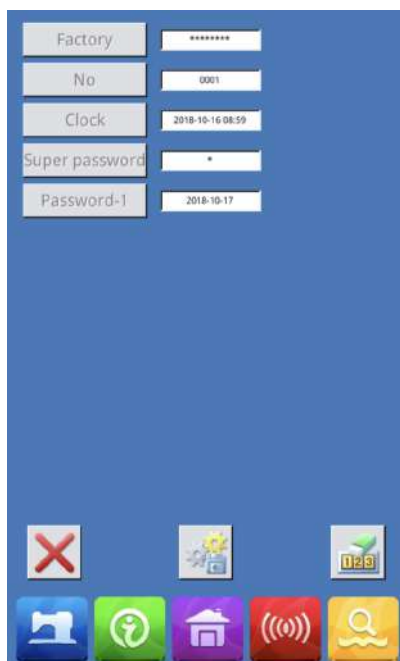 Factory ********
No 0001
Clock 2018-10-16 08:59
Super password *
Password-1 2018-10-17
123